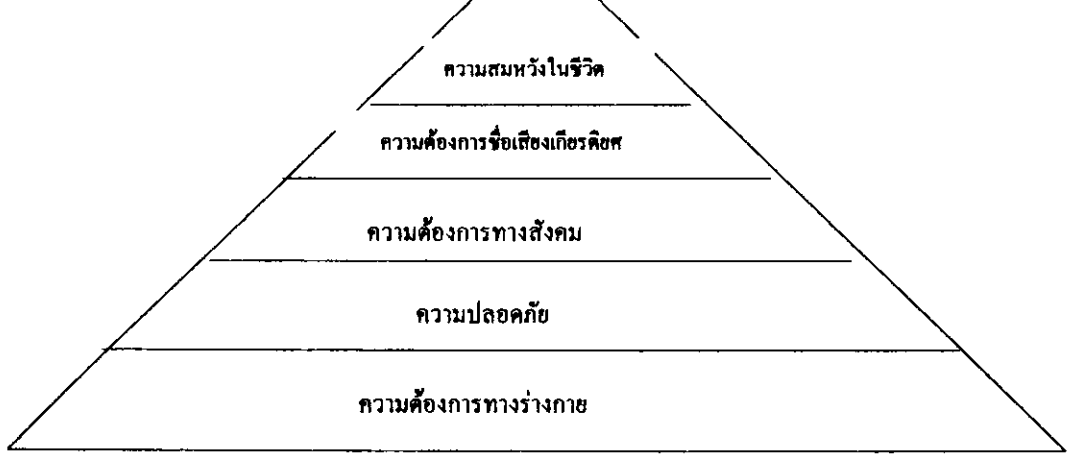 ความสมหวังในชีวิต
ความต้องการชื่อเสียงเกียรติยศ
ความต้องการทางสังคม
ความปลอดภัย
ความต้องการทางร่างกาย